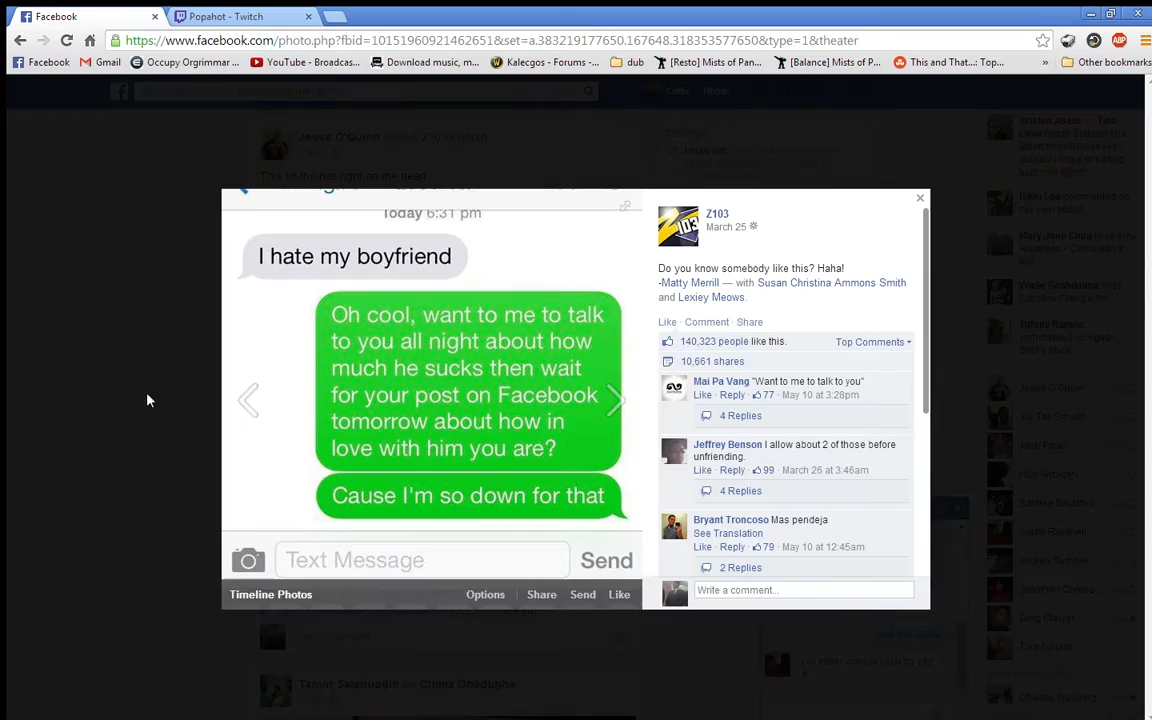 Facebook
Popahot - Twitch
https://www.facebook.com/photo.php?fbid=10151960921462651&set=a.383219177650.167648.318353577650&type=1&theater
Facebook
Gmail
Occupy Orgrimmar ...
YouTube - Broadcas...
Download music, m...
Kalecgos - Forums -...
dub
[Resto] Mists of Pan...
[Balance] Mists of P...
This and That...: Top...
»
Other bookmarks
ABP
Home
Jesse O'Quinn
Today 6:31 pm
I hate my boyfriend
Oh cool, want to me to talk
to you all night about how
much he sucks then wait
for your post on Facebook
tomorrow about how in
love with him you are?
Cause I'm so down for that
Text Message
Send
Timeline Photos
Options
Share
Send
Like
Z103
March 25
Do you know somebody like this? Haha!
-Matty Merrill — with Susan Christina Ammons Smith
and Lexiey Meows.
Like · Comment · Share
140,323 people like this.
Top Comments
10,661 shares
Mai Pa Vang "Want to me to talk to you"
Like · Reply · 77 · May 10 at 3:28pm
4 Replies
Jeffrey Benson I allow about 2 of those before
unfriending.
Like · Reply · 99 · March 26 at 3:46am
4 Replies
Bryant Troncoso Mas pendeja
See Translation
Like · Reply · 79 · May 10 at 12:45am
2 Replies
Write a comment...